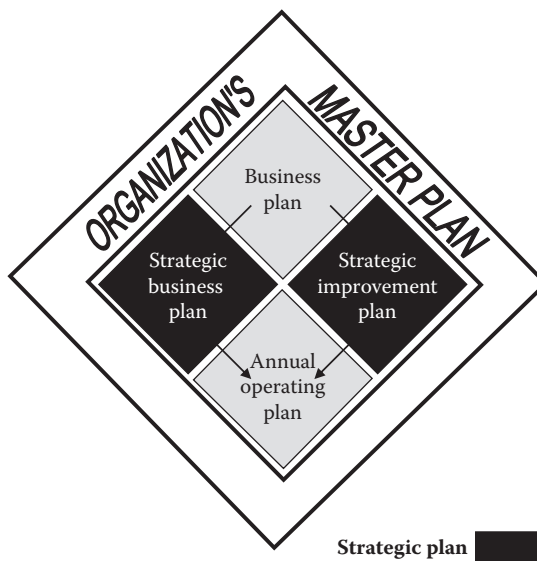 ORGANIZATION'S
MASTER PLAN
Business
plan
Strategic
business
plan
Strategic
improvement
plan
Annual
operating
plan
Strategic plan